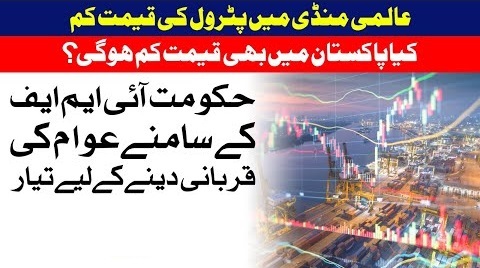 عالمی منڈی میں پٹرول کی قیمت کم
کیا پاکستان میں بھی قیمت کم ہوگی؟
حکومت آئی ایم ایف
کے سامنے عوام کی
قربانی دینے کے لیے تیار